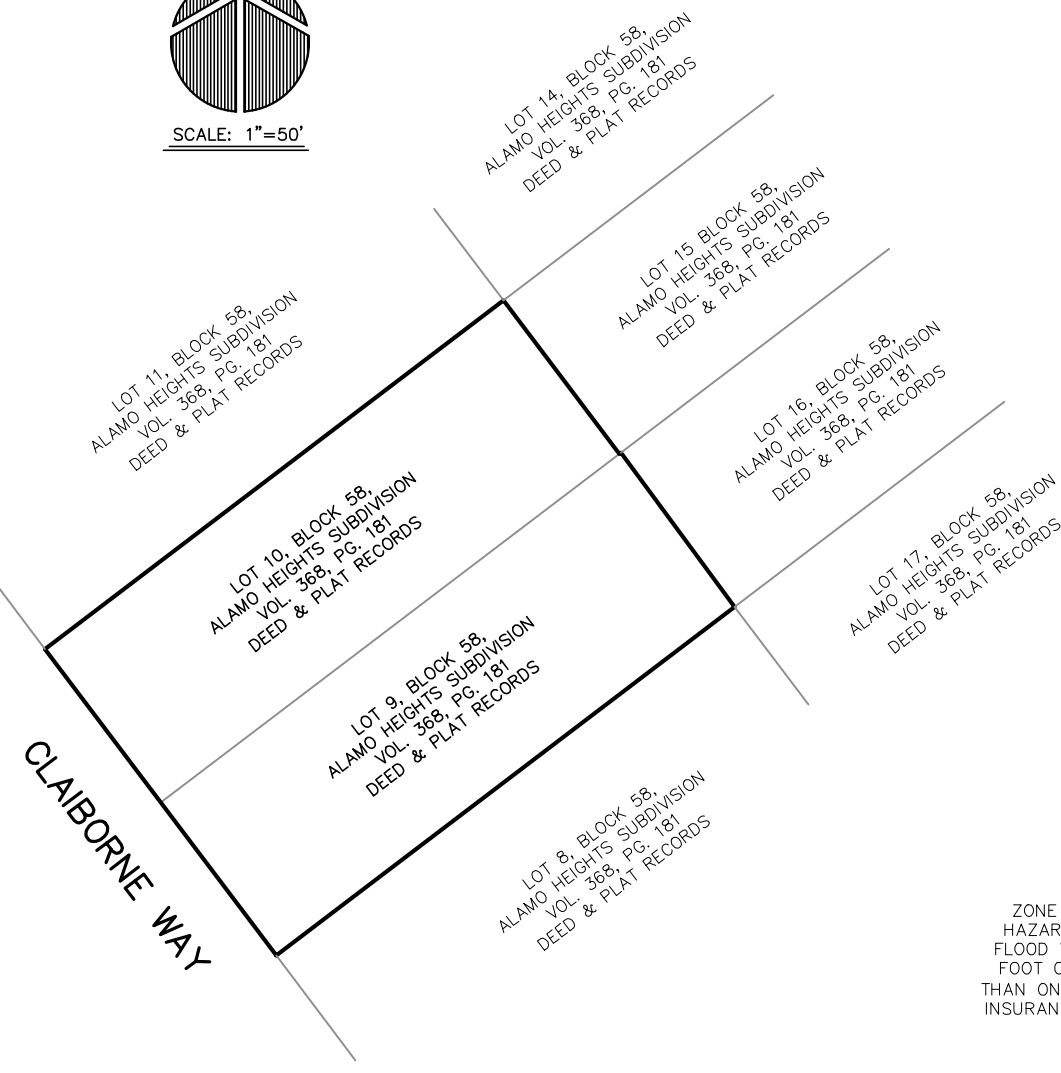 SCALE: 1"=50'
LOT 14, BLOCK 58,
ALAMO HEIGHTS SUBDIVISION
VOL. 368, PG. 181
DEED & PLAT RECORDS
LOT 15 BLOCK 58,
ALAMO HEIGHTS SUBDIVISION
VOL. 368, PG. 181
DEED & PLAT RECORDS
LOT 11, BLOCK 58,
ALAMO HEIGHTS SUBDIVISION
VOL. 368, PG. 181
DEED & PLAT RECORDS
LOT 16, BLOCK 58,
ALAMO HEIGHTS SUBDIVISION
VOL. 368, PG. 181
DEED & PLAT RECORDS
LOT 10, BLOCK 58,
ALAMO HEIGHTS SUBDIVISION
VOL. 368, PG. 181
DEED & PLAT RECORDS
LOT 17, BLOCK 58,
ALAMO HEIGHTS SUBDIVISION
VOL. 368, PG. 181
DEED & PLAT RECORDS
LOT 9, BLOCK 58,
ALAMO HEIGHTS SUBDIVISION
VOL. 368, PG. 181
DEED & PLAT RECORDS
CLAIBORNE WAY
LOT 8, BLOCK 58,
ALAMO HEIGHTS SUBDIVISION
VOL. 368, PG. 181
DEED & PLAT RECORDS
ZONE
HAZAR
FLOOD
FOOT
THAN ON
INSURAN